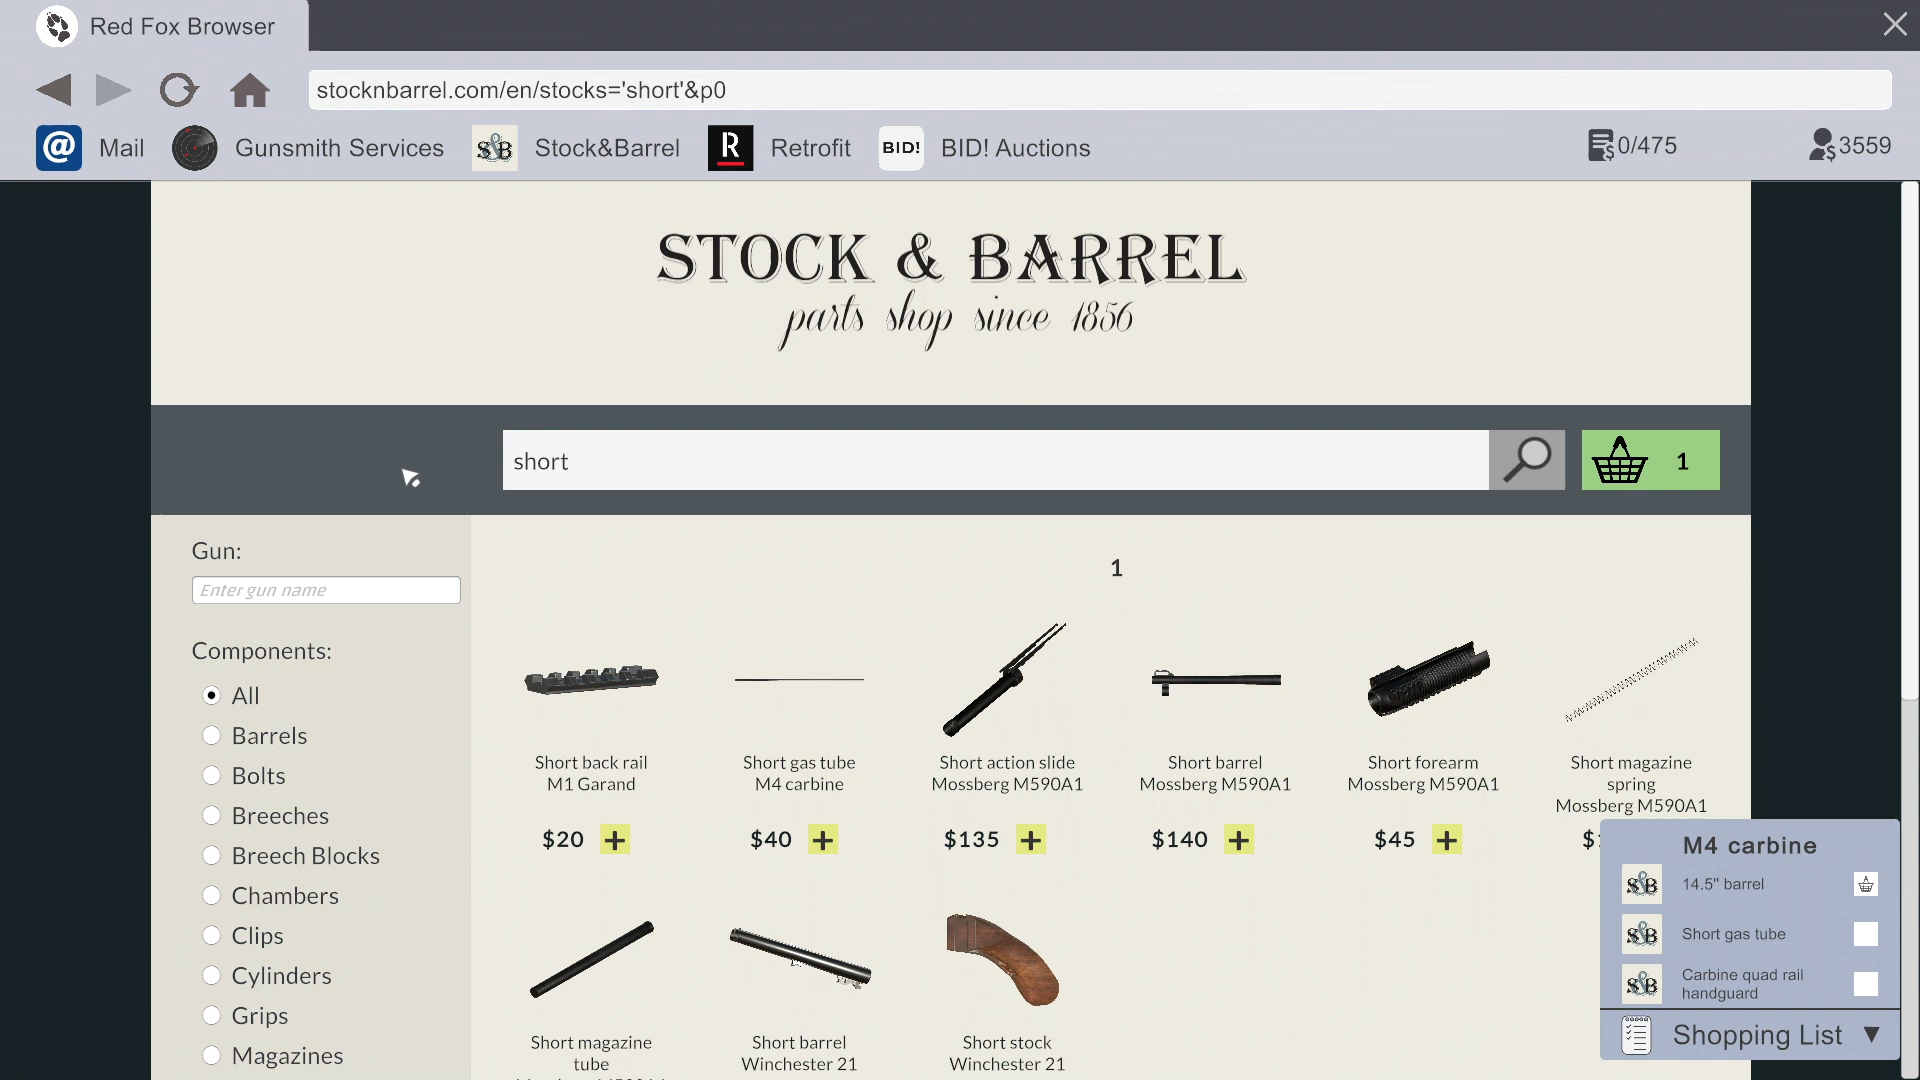 Red Fox Browser
stocknbarrel.com/en/stocks='short'&p0
@ Mail
Gunsmith Services
S&B Stock&Barrel
R Retrofit
BID! BID! Auctions
0/475
3559
STOCK & BARREL
parts shop since 1856
short
1
Gun:
Enter gun name
Components:
All
Barrels
Bolts
Breeches
Breech Blocks
Chambers
Clips
Cylinders
Grips
Magazines
1
Short back rail
M1 Garand
$20 +
Short gas tube
M4 carbine
$40 +
Short action slide
Mossberg M590A1
$135 +
Short barrel
Mossberg M590A1
$140 +
Short forearm
Mossberg M590A1
$45 +
Short magazine
spring
Mossberg M590A1
Short magazine
tube
Short barrel
Winchester 21
Short stock
Winchester 21
M4 carbine
S&B 14.5" barrel
S&B Short gas tube
S&B Carbine quad rail
handguard
Shopping List